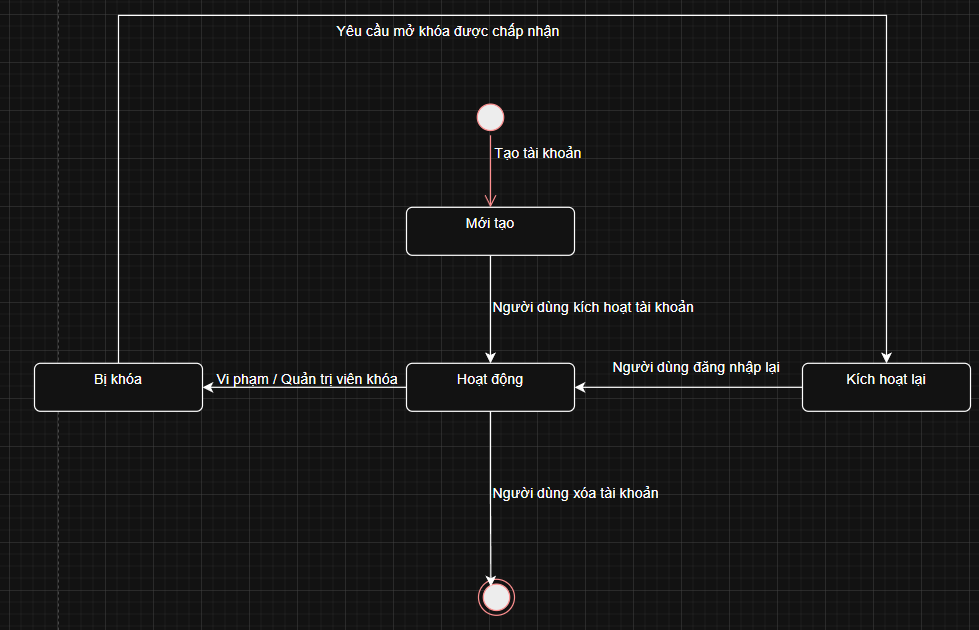 Yêu cầu mở khóa được chấp nhận
Tạo tài khoản
Mới tạo
Người dùng kích hoạt tài khoản
Bị khóa
Vi phạm / Quản trị viên khóa
Hoạt động
Người dùng đăng nhập lại
Kích hoạt lại
Người dùng xóa tài khoản